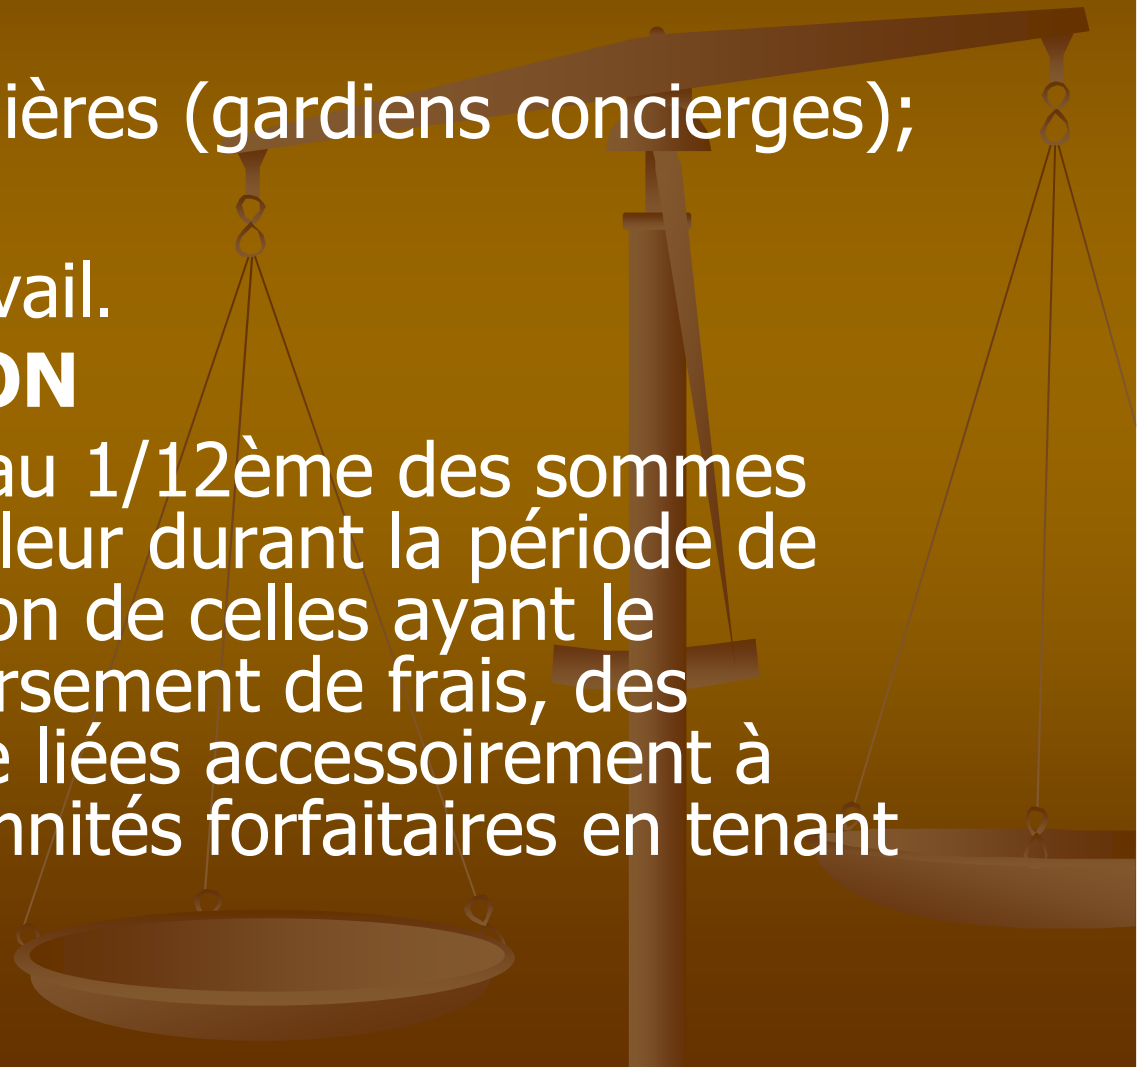 ières (gardiens concierges);
vail.
ON
au 1/12ème des sommes
leur durant la période de
on de celles ayant le
rsement de frais, des
e liées accessoirement à
nnités forfaitaires en tenant